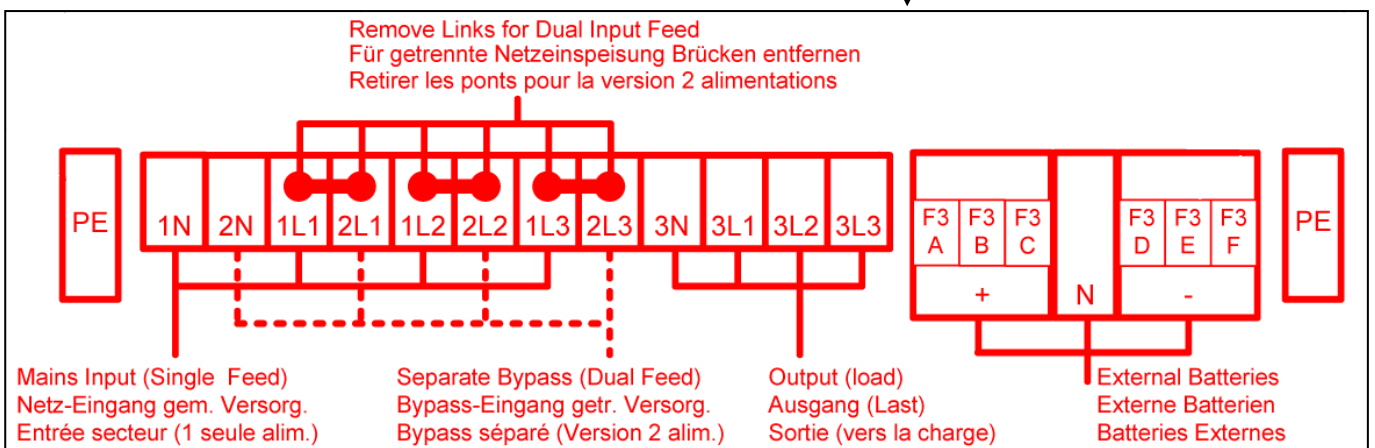 Remove Links for Dual Input Feed
Für getrennte Netzeinspeisung Brücken entfernen
Retirer les ponts pour la version 2 alimentations
PE 1N 2N 1L1 2L1 1L2 2L2 1L3 2L3 3N 3L1 3L2 3L3 F3 A F3 B F3 C F3 D F3 E F3 F PE
+ N -
Mains Input (Single Feed)
Netz-Eingang gem. Versorg.
Entrée secteur (1 seule alim.)
Separate Bypass (Dual Feed)
Bypass-Eingang getr. Versorg.
Bypass séparé (Version 2 alim.)
Output (load)
Ausgang (Last)
Sortie (vers la charge)
External Batteries
Externe Batterien
Batteries Externes